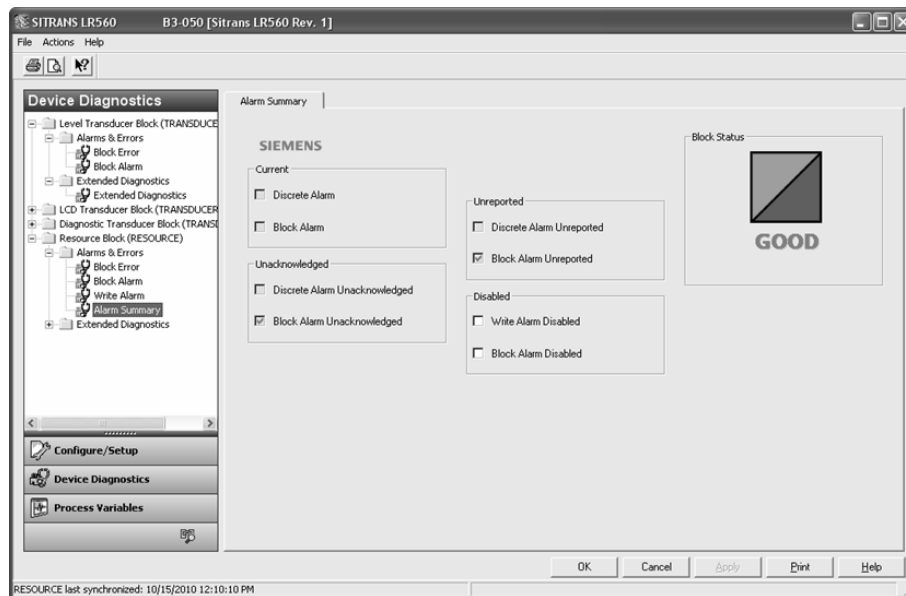 SITRANS LR560 B3-050 [Sitrans LR560 Rev. 1]
File Actions Help
Device Diagnostics
Level Transducer Block (TRANSDUCE
Alarms & Errors
Block Error
Block Alarm
Extended Diagnostics
Extended Diagnostics
LCD Transducer Block (TRANSDUCER
Diagnostic Transducer Block (TRANSD
Resource Block (RESOURCE)
Alarms & Errors
Block Error
Block Alarm
Write Alarm
Alarm Summary
Extended Diagnostics
Configure/Setup
Device Diagnostics
Process Variables
Alarm Summary
SIEMENS
Current
Discrete Alarm
Block Alarm
Unacknowledged
Discrete Alarm Unacknowledged
Block Alarm Unacknowledged
Unreported
Discrete Alarm Unreported
Block Alarm Unreported
Disabled
Write Alarm Disabled
Block Alarm Disabled
Block Status
GOOD
OK Cancel Apply Print Help
RESOURCE last synchronized: 10/15/2010 12:10:10 PM